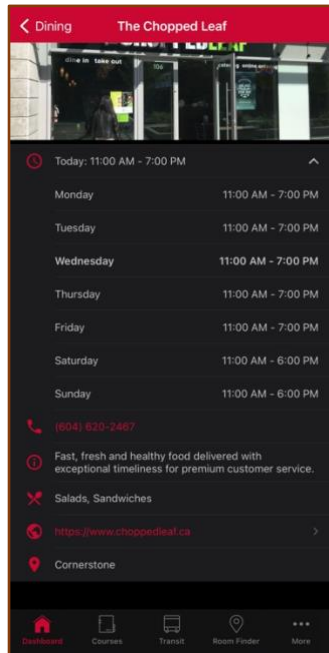 Dining
The Chopped Leaf
CHOPPEDLEAF
dine in take out
106
Today: 11:00 AM - 7:00 PM
Monday 11:00 AM - 7:00 PM
Tuesday 11:00 AM - 7:00 PM
Wednesday 11:00 AM - 7:00 PM
Thursday 11:00 AM - 7:00 PM
Friday 11:00 AM - 7:00 PM
Saturday 11:00 AM - 6:00 PM
Sunday 11:00 AM - 6:00 PM
(604) 620-2467
Fast, fresh and healthy food delivered with
exceptional timeliness for premium customer service.
Salads, Sandwiches
https://www.choppedleaf.ca
Cornerstone
Dashboard Courses Transit Room Finder More